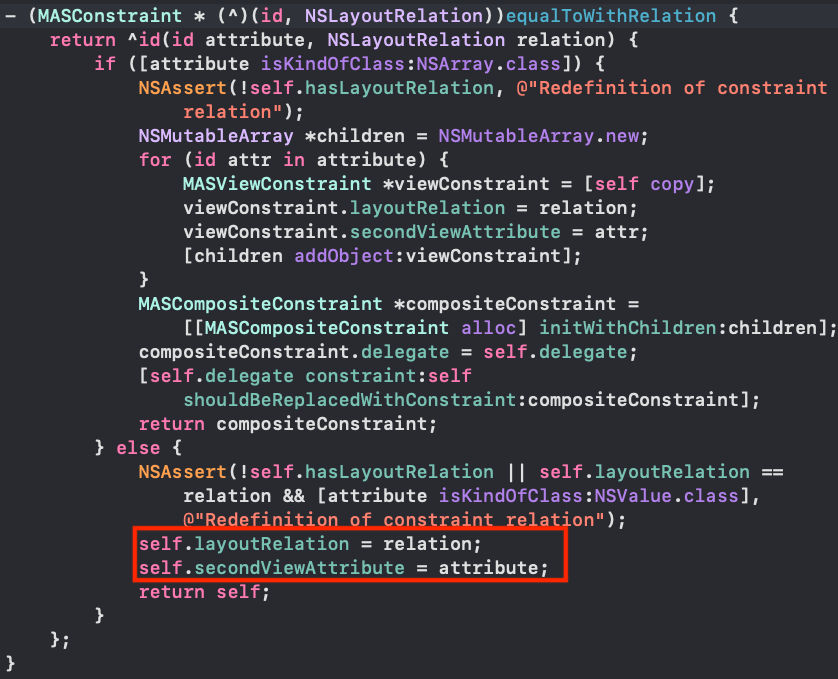 - (MASConstraint * (^)(id, NSLayoutRelation))equalToWithRelation {
    return ^id(id attribute, NSLayoutRelation relation) {
        if ([attribute isKindOfClass:NSArray.class]) {
            NSAssert(!self.hasLayoutRelation, @"Redefinition of constraint
                relation");
            NSMutableArray *children = NSMutableArray.new;
            for (id attr in attribute) {
                MASViewConstraint *viewConstraint = [self copy];
                viewConstraint.layoutRelation = relation;
                viewConstraint.secondViewAttribute = attr;
                [children addObject:viewConstraint];
            }
            MASCompositeConstraint *compositeConstraint =
                [[MASCompositeConstraint alloc] initWithChildren:children];
            compositeConstraint.delegate = self.delegate;
            [self.delegate constraint:self
                shouldBeReplacedWithConstraint:compositeConstraint];
            return compositeConstraint;
        } else {
            NSAssert(!self.hasLayoutRelation || self.layoutRelation ==
                relation && [attribute isKindOfClass:NSValue.class],
                @"Redefinition of constraint relation");
            self.layoutRelation = relation;
            self.secondViewAttribute = attribute;
            return self;
        }
    };
}